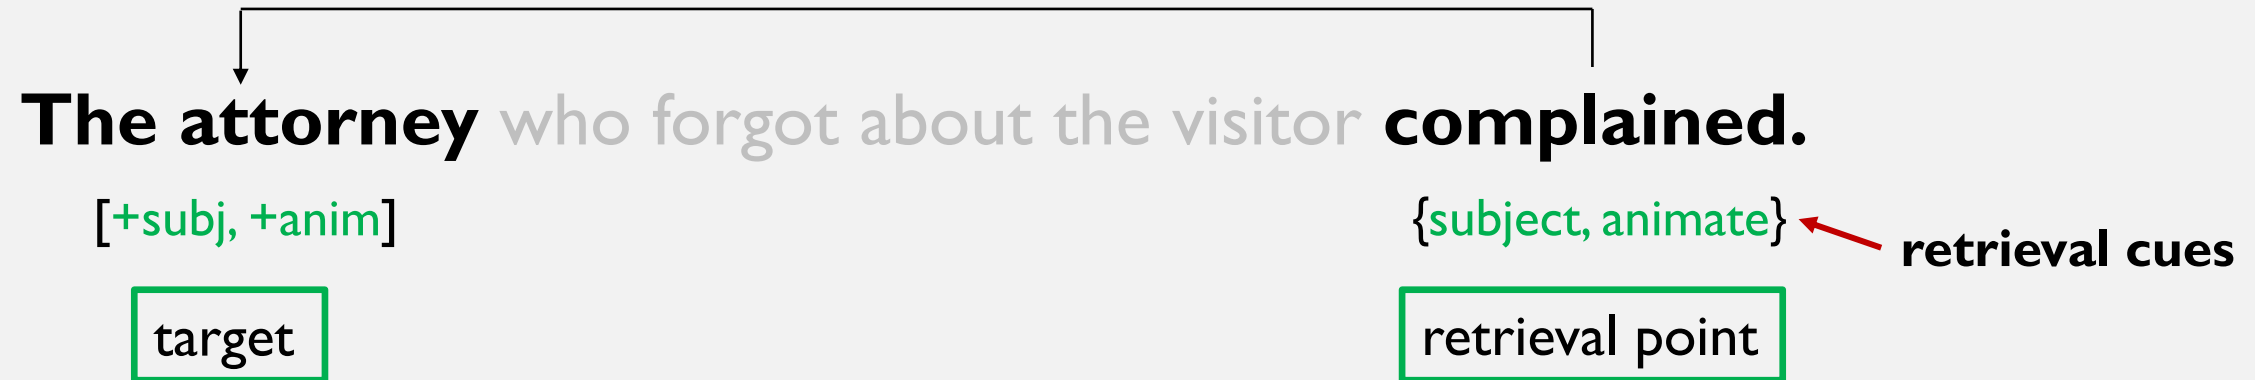 The attorney who forgot about the visitor complained.
[+subj, +anim] {subject, animate}
retrieval cues
target retrieval point